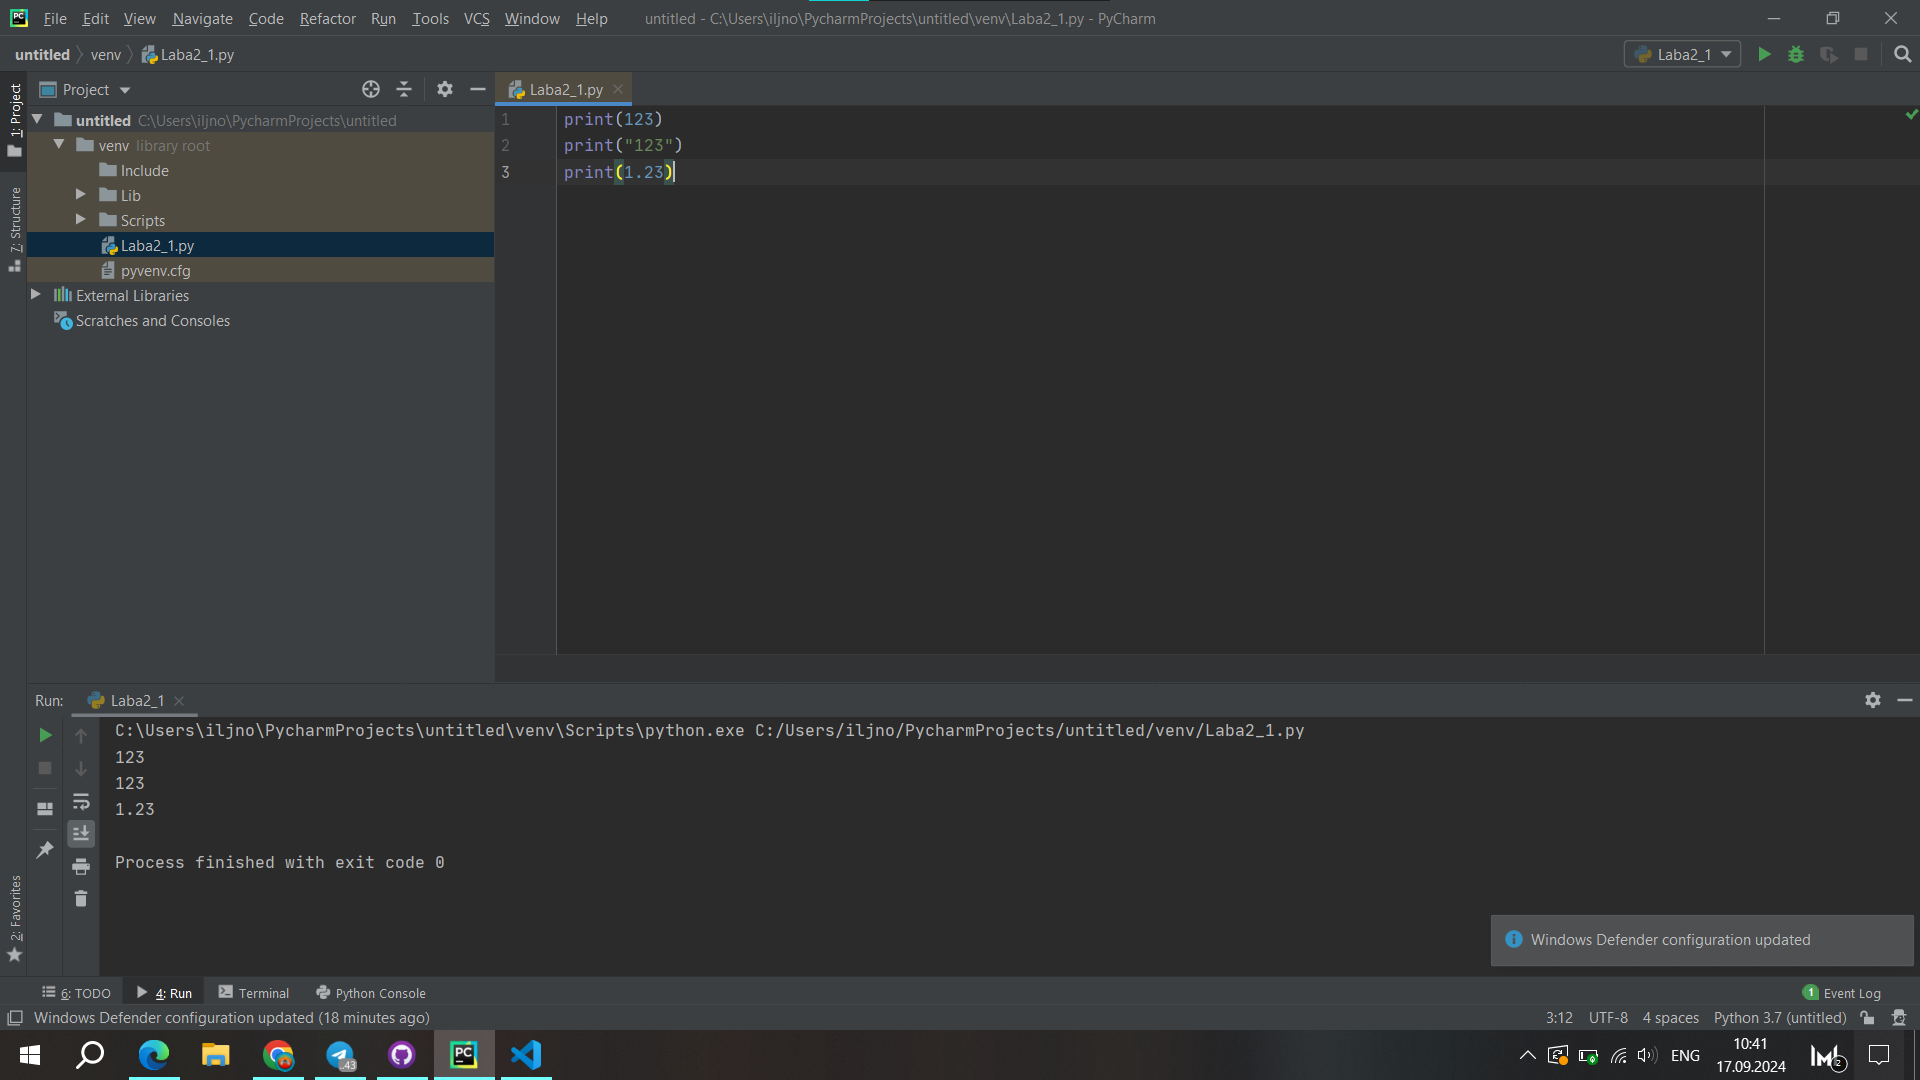 PC File Edit View Navigate Code Refactor Run Tools VCS Window Help untitled - C:\Users\iljno\PycharmProjects\untitled\venv\Laba2_1.py - PyCharm
untitled venv Laba2_1.py Laba2_1
1: Project
Project
Laba2_1.py
untitled C:\Users\iljno\PycharmProjects\untitled
venv library root
Include
Lib
Scripts
Laba2_1.py
pyvenv.cfg
External Libraries
Scratches and Consoles
7: Structure
1 print(123)
2 print("123")
3 print(1.23)
Run: Laba2_1
C:\Users\iljno\PycharmProjects\untitled\venv\Scripts\python.exe C:/Users/iljno/PycharmProjects/untitled/venv/Laba2_1.py
123
123
1.23
Process finished with exit code 0
2: Favorites
Windows Defender configuration updated
6: TODO 4: Run Terminal Python Console 1 Event Log
Windows Defender configuration updated (18 minutes ago) 3:12 UTF-8 4 spaces Python 3.7 (untitled)
43 PC ENG 10:41 2
17.09.2024